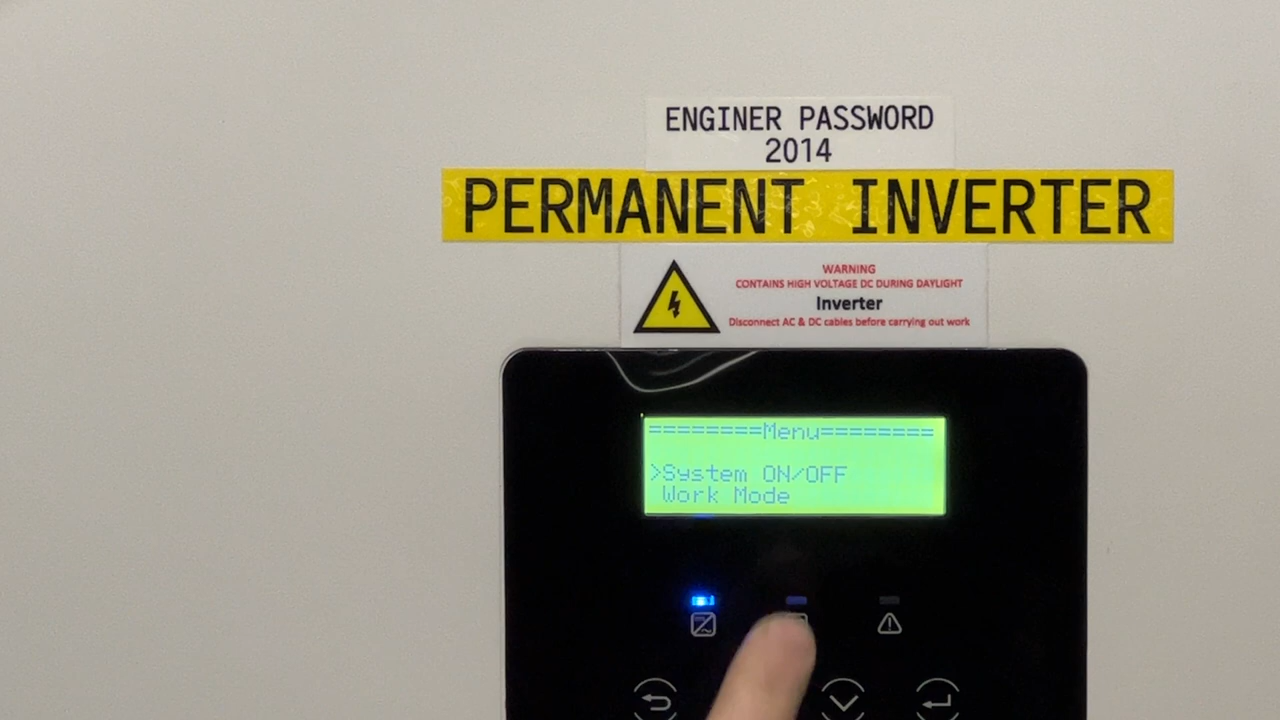 ENGINER PASSWORD
2014
PERMANENT INVERTER
WARNING
CONTAINS HIGH VOLTAGE DC DURING DAYLIGHT
Inverter
Disconnect AC & DC cables before carrying out work
========Menu========
>System ON/OFF
Work Mode